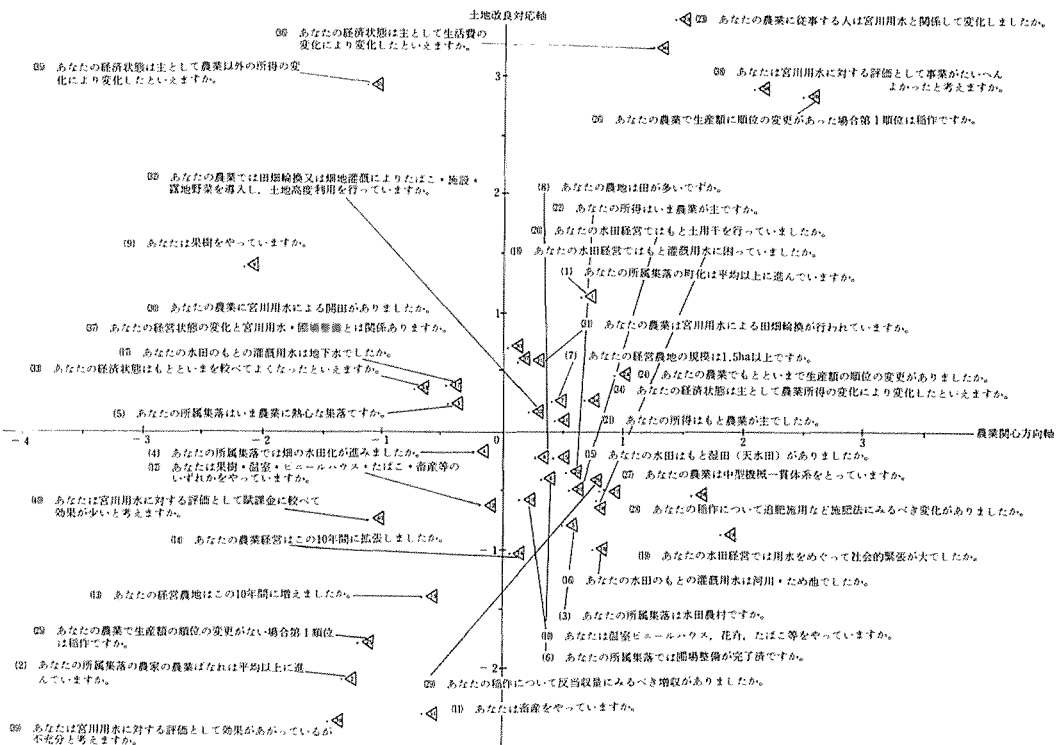 土地改良対応軸
(23) あなたの農業に従事する人は宮川用水と関係して変化しましたか。
(36) あなたの経済状態は主として生活費の
変化により変化したといえますか。
(35) あなたの経済状態は主として農業以外の所得の変
化により変化したといえますか。
(38) あなたは宮川用水に対する評価として事業がたいへん
よかったと考えますか。
(26) あなたの農業で生産額に順位の変更があった場合第1順位は稲作ですか。
(32) あなたの農業では田畑輪換又は畑地灌漑によりたばこ・施設・
露地野菜を導入し、土地高度利用を行っていますか。
(8) あなたの農地は田が多いですか。
(22) あなたの所得はいま農業が主ですか。
(20) あなたの水田経営ではもと土用干を行っていましたか。
(18) あなたの水田経営ではもと灌漑用水に困っていましたか。
(9) あなたは果樹をやっていますか。
(1) あなたの所属集落の町化は平均以上に進んでいますか。
(30) あなたの農業に宮川用水による開田がありましたか。
(37) あなたの経営状態の変化と宮川用水・圃場整備とは関係ありますか。
(31) あなたの農業は宮川用水による田畑輪換が行われていますか。
(17) あなたの水田のもとの灌漑用水は地下水でしたか。
(7) あなたの経営農地の規模は1.5ha以上ですか。
(33) あなたの経済状態はもとといまを較べてよくなったといえますか。
(24) あなたの農業でもとといまで生産額の順位の変更がありましたか。
(34) あなたの経済状態は主として農業所得の変化により変化したといえますか。
(5) あなたの所属集落はいま農業に熱心な集落ですか。
(21) あなたの所得はもと農業が主でしたか。
農業関心方向軸
-4 -3 -2 -1 0 1 2 3
3
2
1
-1
-2
(4) あなたの所属集落では畑の水田化が進みましたか。
(15) あなたの水田はもと湿田（天水田）がありましたか。
(12) あなたは果樹・温室・ビニールハウス・たばこ・畜産等の
いずれかをやっていますか。
(27) あなたの農業は中型機械一貫体系をとっていますか。
(40) あなたは宮川用水に対する評価として賦課金に較べて
効果が少いと考えますか。
(28) あなたの稲作について追肥施用など施肥法にみるべき変化がありましたか。
(14) あなたの農業経営はこの10年間に拡張しましたか。
(19) あなたの水田経営では用水をめぐって社会的緊張が大でしたか。
(16) あなたの水田のもとの灌漑用水は河川・ため池でしたか。
(13) あなたの経営農地はこの10年間に増えましたか。
(3) あなたの所属集落は水田農村ですか。
(25) あなたの農業で生産額の順位の変更がない場合第1順位
は稲作ですか。
(10) あなたは温室ビニールハウス，花卉，たばこ等をやっていますか。
(6) あなたの所属集落では圃場整備が完了済ですか。
(2) あなたの所属集落の農家の農業ばなれは平均以上に進
んでいますか。
(29) あなたの稲作について反当収量にみるべき増収がありましたか。
(11) あなたは畜産をやっていますか。
(39) あなたは宮川用水に対する評価として効果があがっているが
不充分と考えますか。